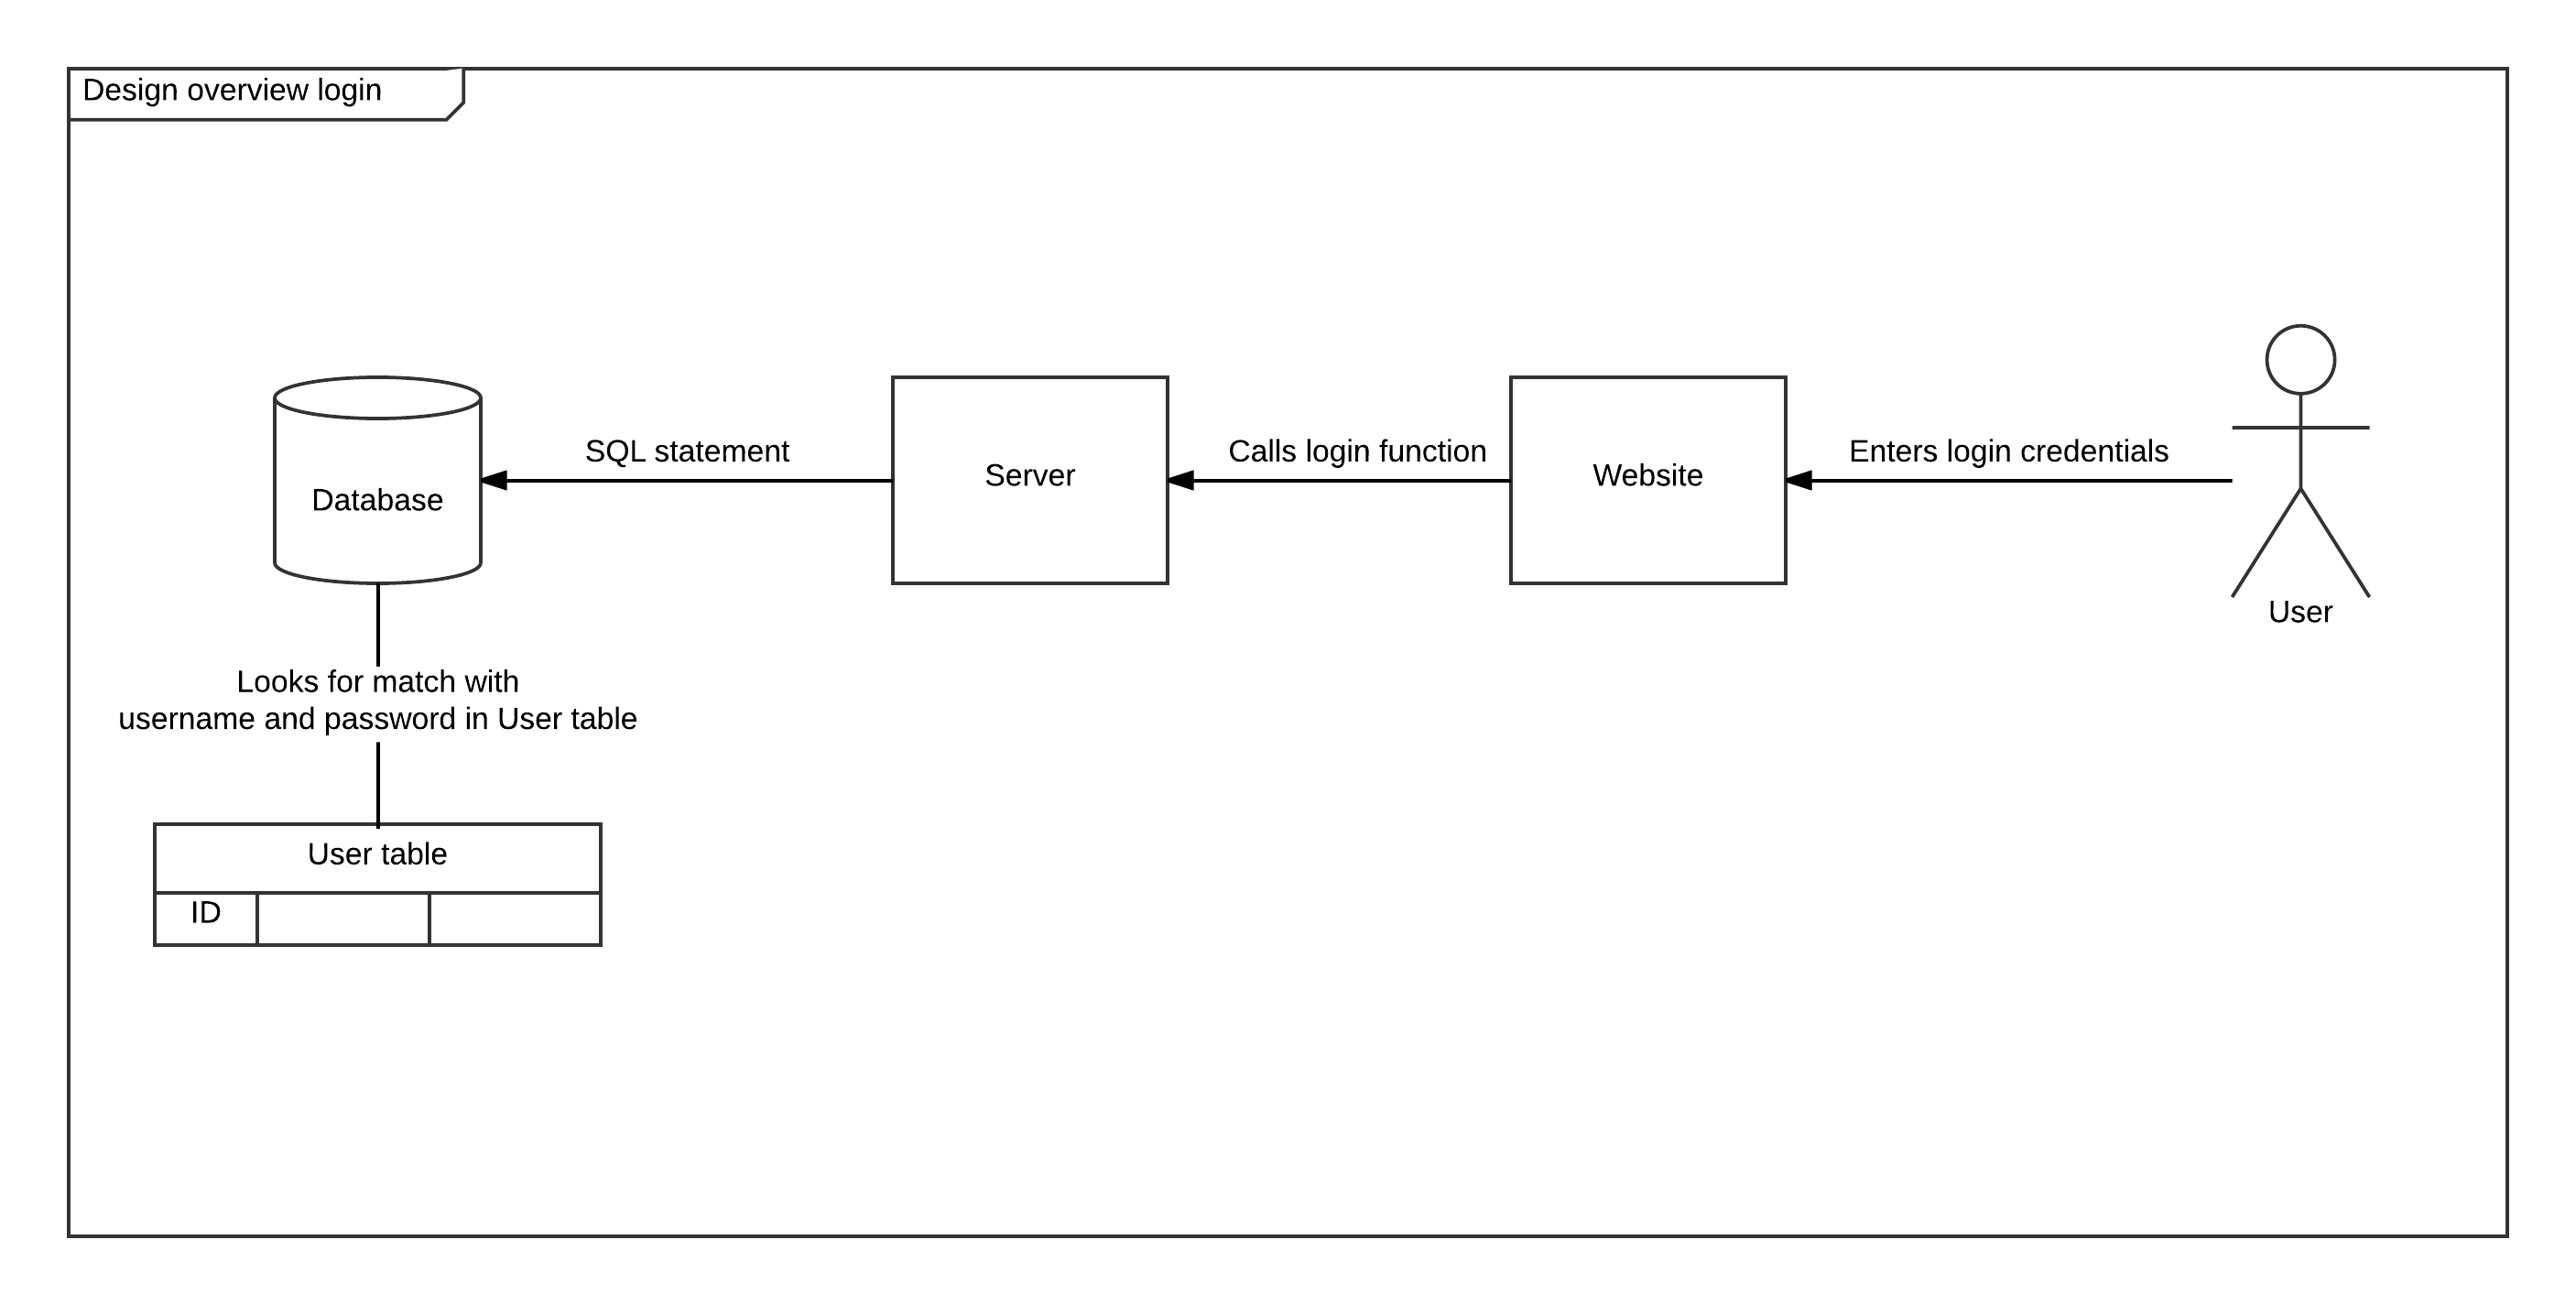 Design overview login
Database
SQL statement
Server
Calls login function
Website
Enters login credentials
User
Looks for match with
username and password in User table
User table
ID